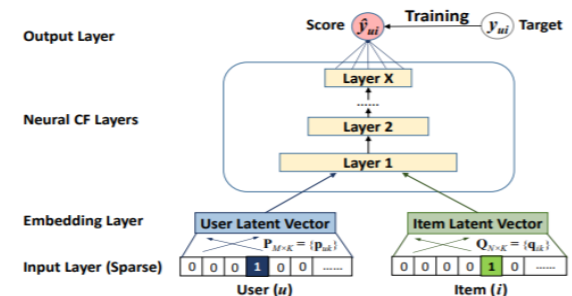 Output Layer
Score ŷui Training yui Target
Layer X
......
Neural CF Layers
Layer 2
Layer 1
Embedding Layer
User Latent Vector
Item Latent Vector
P M×K = {puk}
Q N×K = {qik}
Input Layer (Sparse)
0 0 0 1 0 0 ......
0 0 0 0 1 0 ......
User (u)
Item (i)